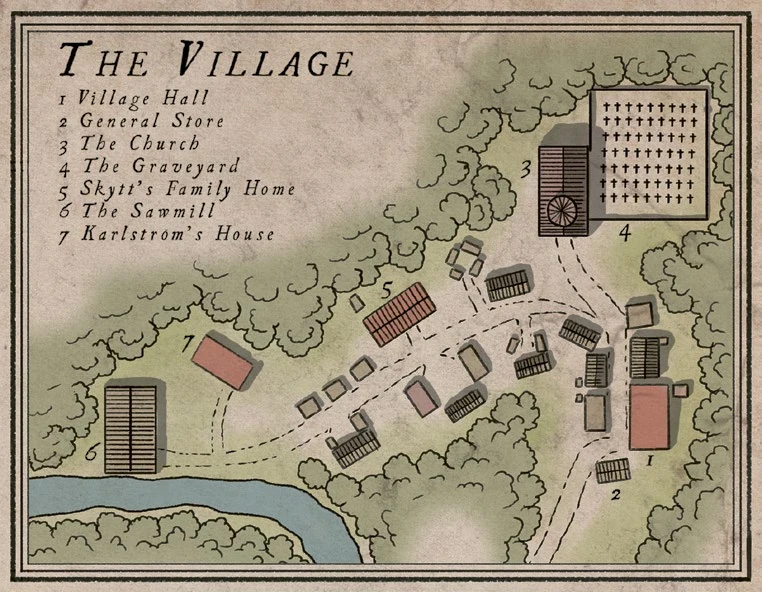 The Village
1 Village Hall
2 General Store
3 The Church
4 The Graveyard
5 Skytt's Family Home
6 The Sawmill
7 Karlstrom's House
3
4
5
7
6
1
2